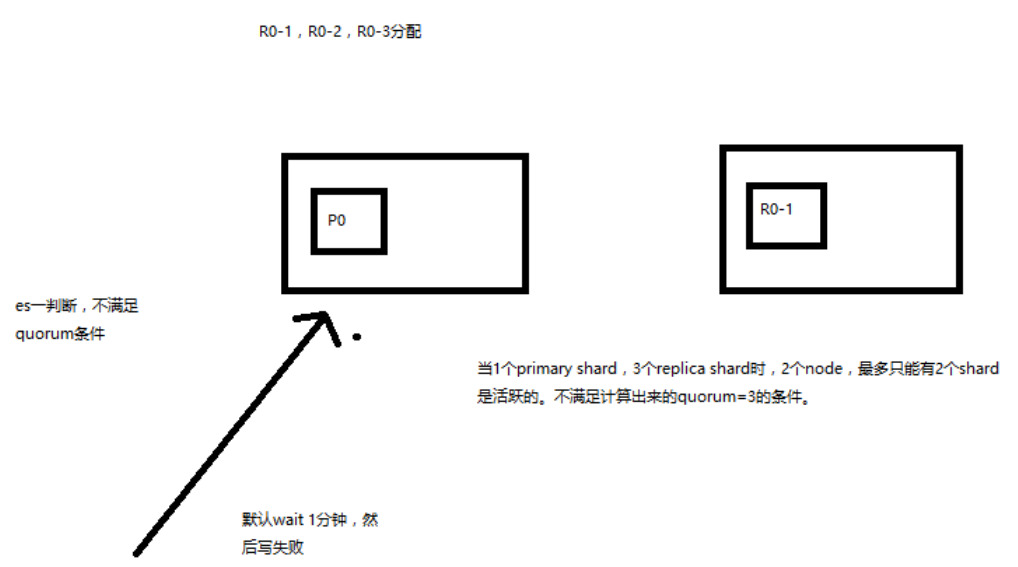 R0-1，R0-2，R0-3分配
P0
R0-1
es一判断，不满足
quorum条件
当1个primary shard，3个replica shard时，2个node，最多只能有2个shard
是活跃的。不满足计算出来的quorum=3的条件。
默认wait 1分钟，然
后写失败